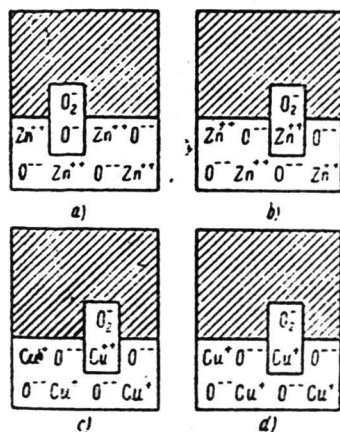 O₂⁻
Zn⁺⁺ O⁻ Zn⁺⁺ O⁻⁻
O⁻⁻ Zn⁺⁺ O⁻⁻ Zn⁺⁺
a)
O₂⁻
Zn⁺⁺ O⁻⁻ Zn⁺⁺ O⁻⁻
O⁻⁻ Zn⁺⁺ O⁻⁻ Zn⁺⁺
b)
O₂⁻
O⁻⁻ Cu⁺⁺ O⁻⁻
O⁻⁻ Cu⁺ O⁻⁻ Cu⁺
c)
O₂⁻
Cu⁺ O⁻⁻ Cu⁺ O⁻⁻
O⁻⁻ Cu⁺ O⁻⁻ Cu⁺
d)